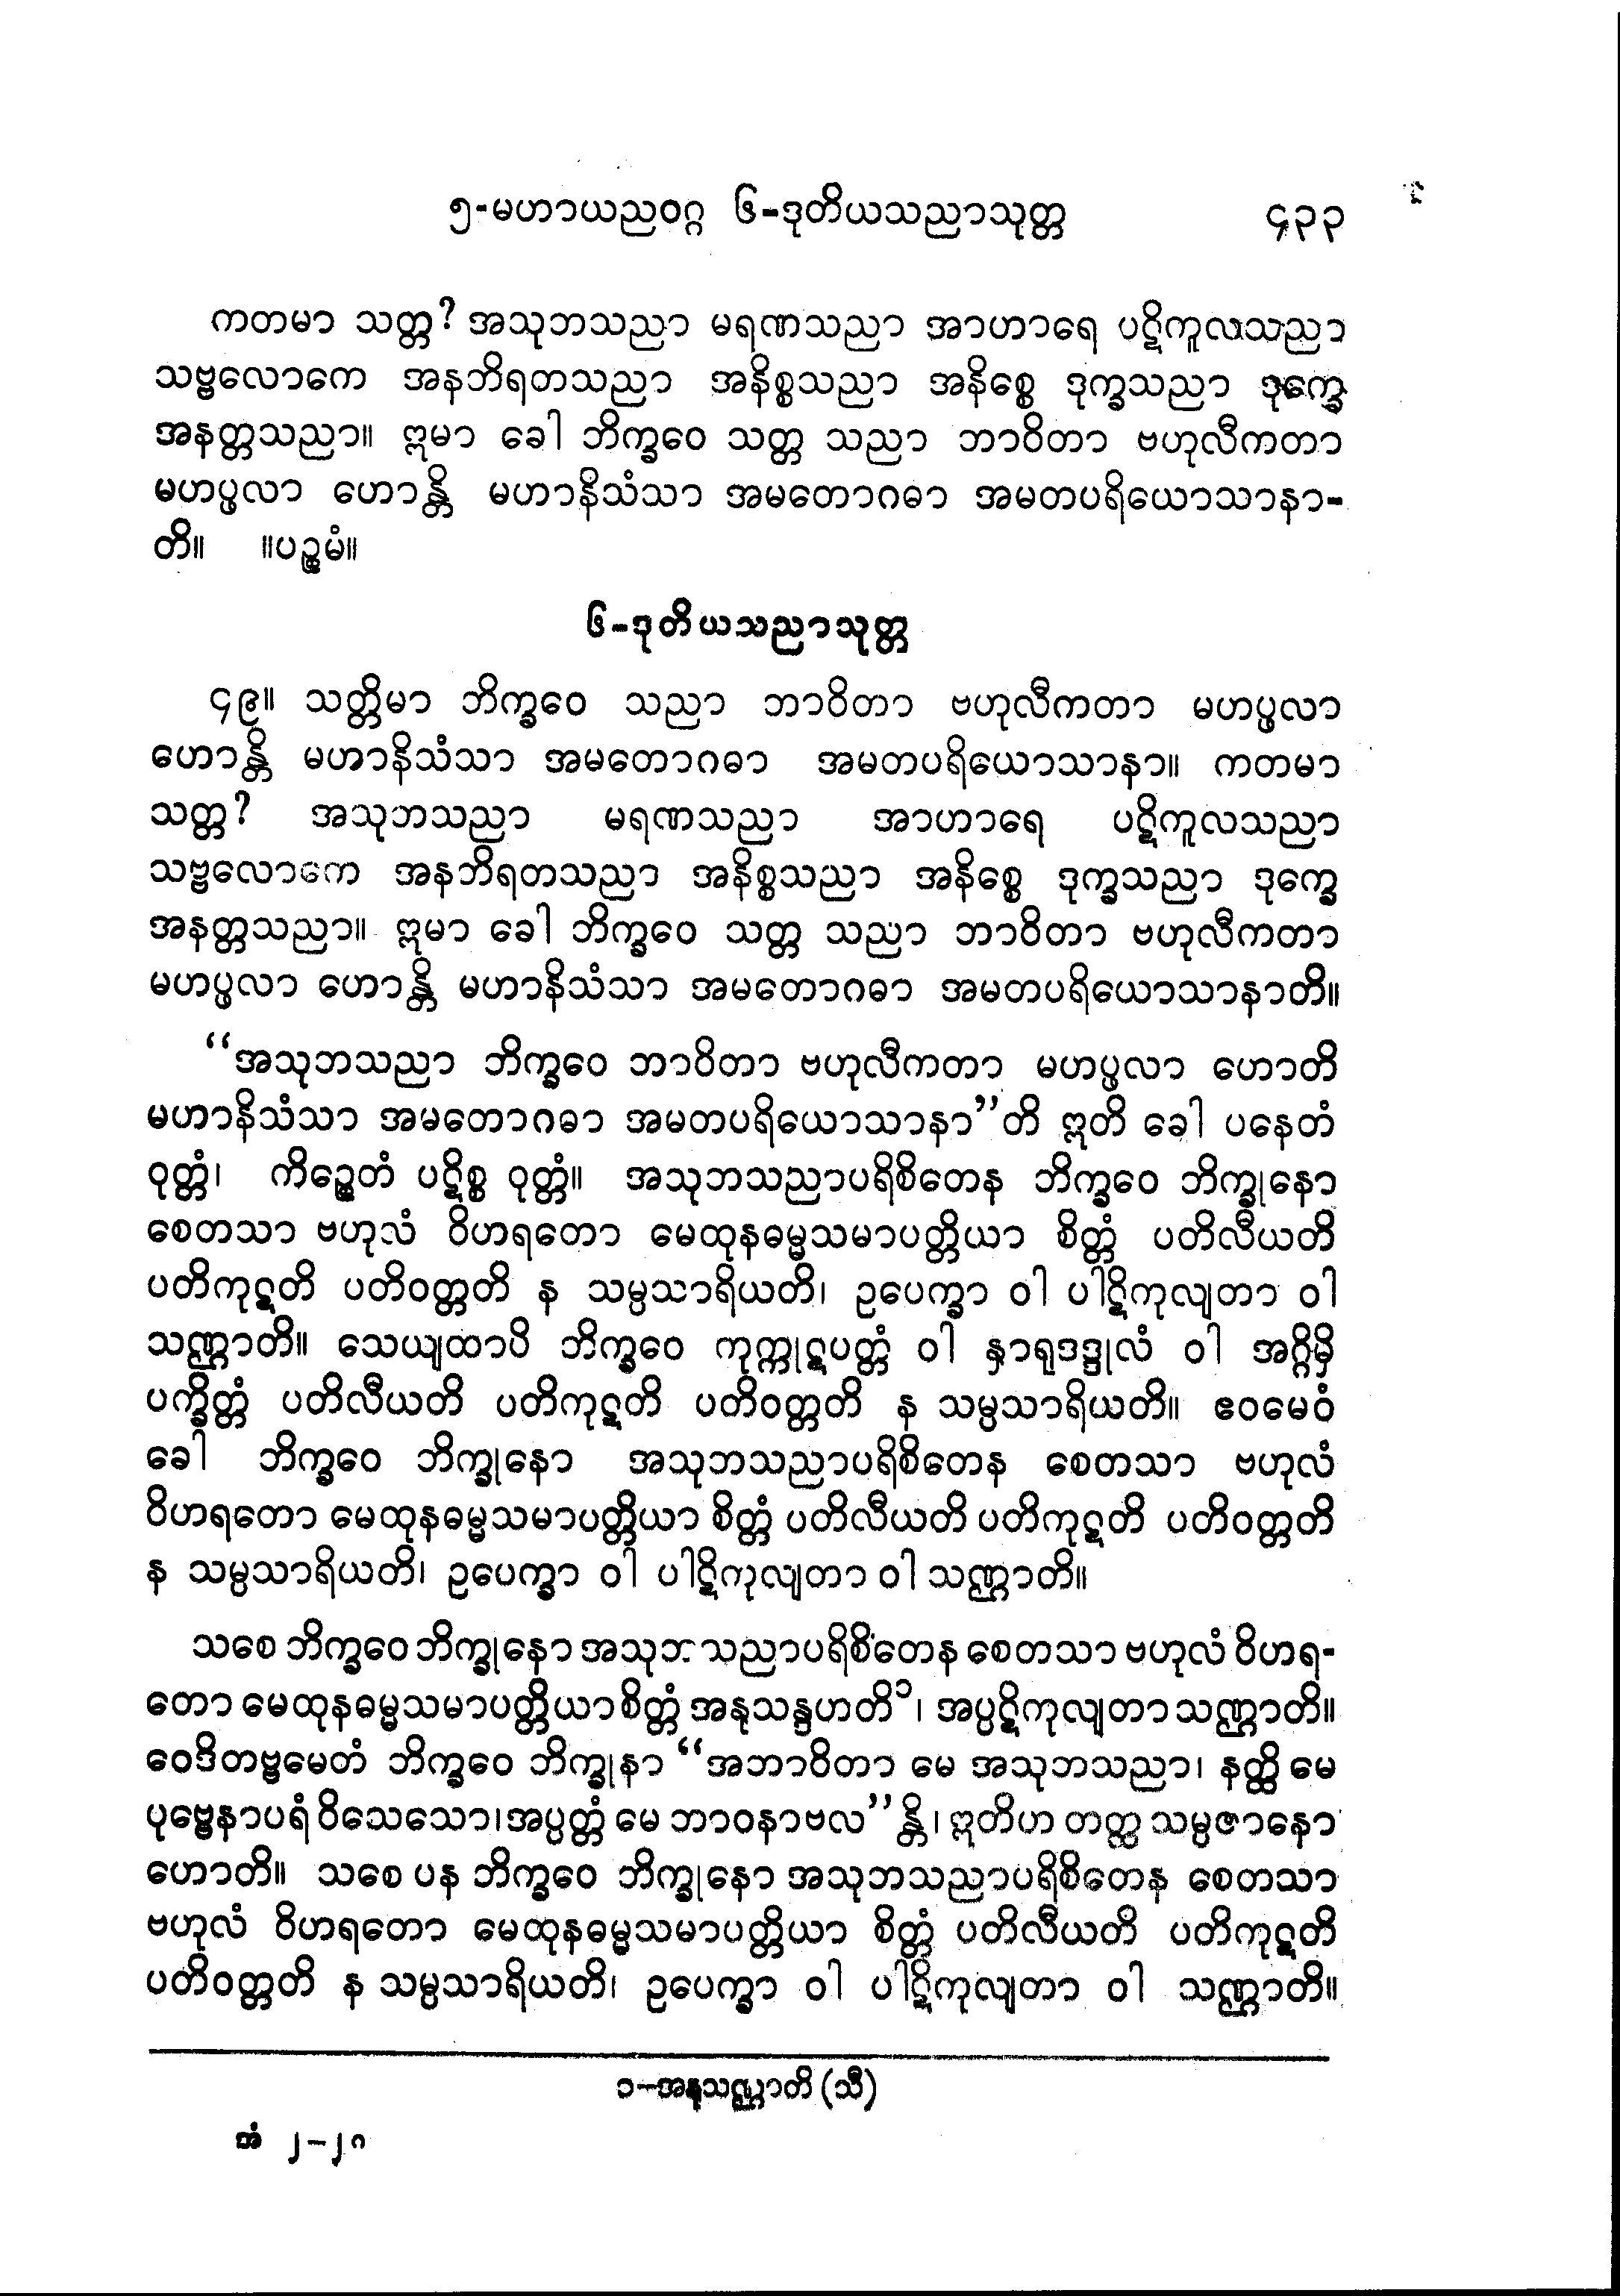 ၅-မဟာယညဝဂ္ဂ ၆-ဒုတိယသညာသုတ္တ ၄၃၃
ကတမာ သတ္တ? အသုဘသညာ မရဏသညာ အာဟာရေ ပဋိကူလသညာ
သဗ္ဗလောကေ အနဘိရတသညာ အနိစ္စသညာ အနိစ္စေ ဒုက္ခသညာ ဒုက္ခေ
အနတ္တသညာ။ ဣမာ ခေါ ဘိက္ခဝေ သတ္တ သညာ ဘာဝိတာ ဗဟုလီကတာ
မဟပ္ဖလာ ဟောန္တိ မဟာနိသံသာ အမတောဂဓာ အမတပရိယောသာနာ-
တိ။ ။ပဉ္စမံ။
၆-ဒုတိယသညာသုတ္တ
၄၉။ သတ္တိမာ ဘိက္ခဝေ သညာ ဘာဝိတာ ဗဟုလီကတာ မဟပ္ဖလာ
ဟောန္တိ မဟာနိသံသာ အမတောဂဓာ အမတပရိယောသာနာ။ ကတမာ
သတ္တ? အသုဘသညာ မရဏသညာ အာဟာရေ ပဋိကူလသညာ
သဗ္ဗလောကေ အနဘိရတသညာ အနိစ္စသညာ အနိစ္စေ ဒုက္ခသညာ ဒုက္ခေ
အနတ္တသညာ။ ဣမာ ခေါ ဘိက္ခဝေ သတ္တ သညာ ဘာဝိတာ ဗဟုလီကတာ
မဟပ္ဖလာ ဟောန္တိ မဟာနိသံသာ အမတောဂဓာ အမတပရိယောသာနာတိ။
“အသုဘသညာ ဘိက္ခဝေ ဘာဝိတာ ဗဟုလီကတာ မဟပ္ဖလာ ဟောတိ
မဟာနိသံသာ အမတောဂဓာ အမတပရိယောသာနာ”တိ ဣတိ ခေါ ပနေတံ
ဝုတ္တံ၊ ကိဉ္စေတံ ပဋိစ္စ ဝုတ္တံ။ အသုဘသညာပရိစိတေန ဘိက္ခဝေ ဘိက္ခုနော
စေတသာ ဗဟုလံ ဝိဟရတော မေထုနဓမ္မသမာပတ္တိယာ စိတ္တံ ပတိလီယတိ
ပတိကုဋတိ ပတိဝတ္တတိ န သမ္ပသာရိယတိ၊ ဥပေက္ခာ ဝါ ပါဋိကုလျတာ ဝါ
သဏ္ဌာတိ။ သေယျထာပိ ဘိက္ခဝေ ကုက္ကုဋပတ္တံ ဝါ နှာရုဒဒ္ဒုလံ ဝါ အဂ္ဂိမှိ
ပက္ခိတ္တံ ပတိလီယတိ ပတိကုဋတိ ပတိဝတ္တတိ န သမ္ပသာရိယတိ။ ဧဝမေဝံ
ခေါ ဘိက္ခဝေ ဘိက္ခုနော အသုဘသညာပရိစိတေန စေတသာ ဗဟုလံ
ဝိဟရတော မေထုနဓမ္မသမာပတ္တိယာ စိတ္တံ ပတိလီယတိ ပတိကုဋတိ ပတိဝတ္တတိ
န သမ္ပသာရိယတိ၊ ဥပေက္ခာ ဝါ ပါဋိကုလျတာ ဝါ သဏ္ဌာတိ။
သစေ ဘိက္ခဝေ ဘိက္ခုနော အသုဘသညာပရိစိတေန စေတသာ ဗဟုလံ ဝိဟရ-
တော မေထုနဓမ္မသမာပတ္တိယာ စိတ္တံ အနုသန္ဒဟတိ၁၊ အပ္ပဋိကုလျတာ သဏ္ဌာတိ။
ဝေဒိတဗ္ဗမေတံ ဘိက္ခဝေ ဘိက္ခုနာ “အဘာဝိတာ မေ အသုဘသညာ၊ နတ္ထိ မေ
ပုဗ္ဗေနာပရံ ဝိသေသော၊ အပ္ပတ္တံ မေ ဘာဝနာဗလ”န္တိ၊ ဣတိဟ တတ္ထ သမ္ပဇာနော
ဟောတိ။ သစေ ပန ဘိက္ခဝေ ဘိက္ခုနော အသုဘသညာပရိစိတေန စေတသာ
ဗဟုလံ ဝိဟရတော မေထုနဓမ္မသမာပတ္တိယာ စိတ္တံ ပတိလီယတိ ပတိကုဋတိ
ပတိဝတ္တတိ န သမ္ပသာရိယတိ၊ ဥပေက္ခာ ဝါ ပါဋိကုလျတာ ဝါ သဏ္ဌာတိ။
၁-အနုသဏ္ဌာတိ (သီ)
အံ ၂-၂၈